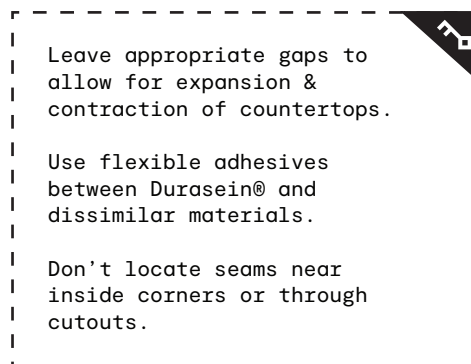 Leave appropriate gaps to
allow for expansion &
contraction of countertops.
Use flexible adhesives
between Durasein® and
dissimilar materials.
Don't locate seams near
inside corners or through
cutouts.